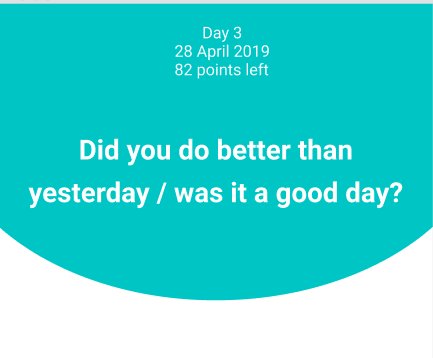 Day 3
28 April 2019
82 points left
Did you do better than
yesterday / was it a good day?